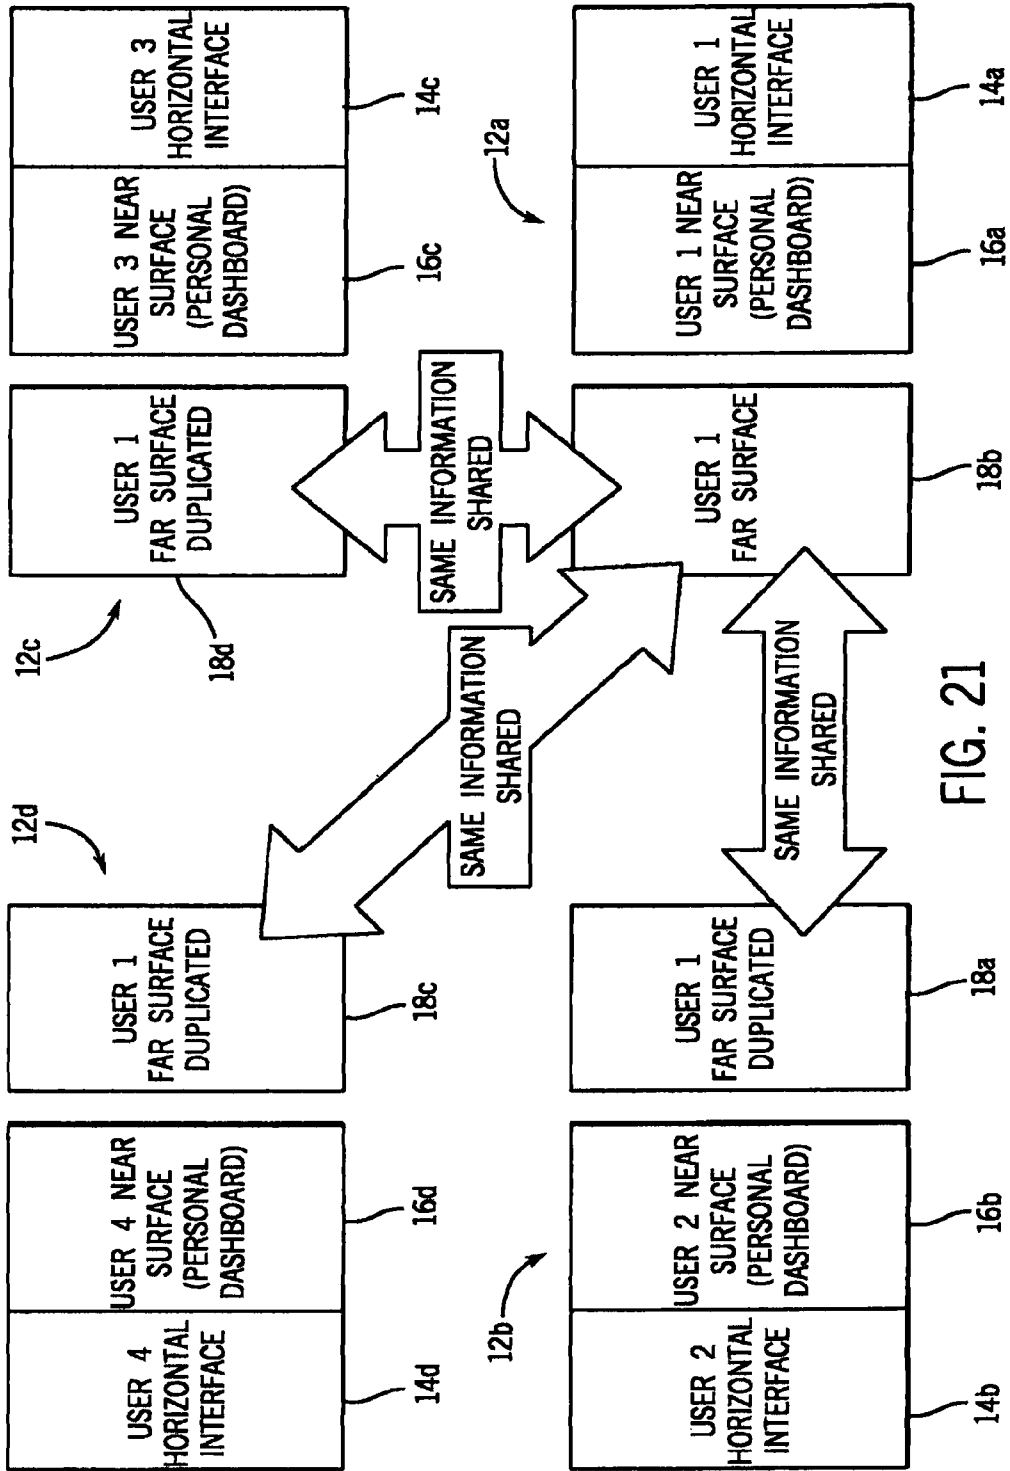 USER 4
HORIZONTAL
INTERFACE
14d
USER 4 NEAR
SURFACE
(PERSONAL
DASHBOARD)
16d
USER 1
FAR SURFACE
DUPLICATED
18c
12d
12c
USER 1
FAR SURFACE
DUPLICATED
18d
USER 3 NEAR
SURFACE
(PERSONAL
DASHBOARD)
16c
USER 3
HORIZONTAL
INTERFACE
14c
SAME INFORMATION
SHARED
SAME INFORMATION
SHARED
12b
12a
USER 2
HORIZONTAL
INTERFACE
14b
USER 2 NEAR
SURFACE
(PERSONAL
DASHBOARD)
16b
USER 1
FAR SURFACE
DUPLICATED
18a
SAME INFORMATION
SHARED
USER 1
FAR SURFACE
18b
USER 1 NEAR
SURFACE
(PERSONAL
DASHBOARD)
16a
USER 1
HORIZONTAL
INTERFACE
14a
FIG. 21